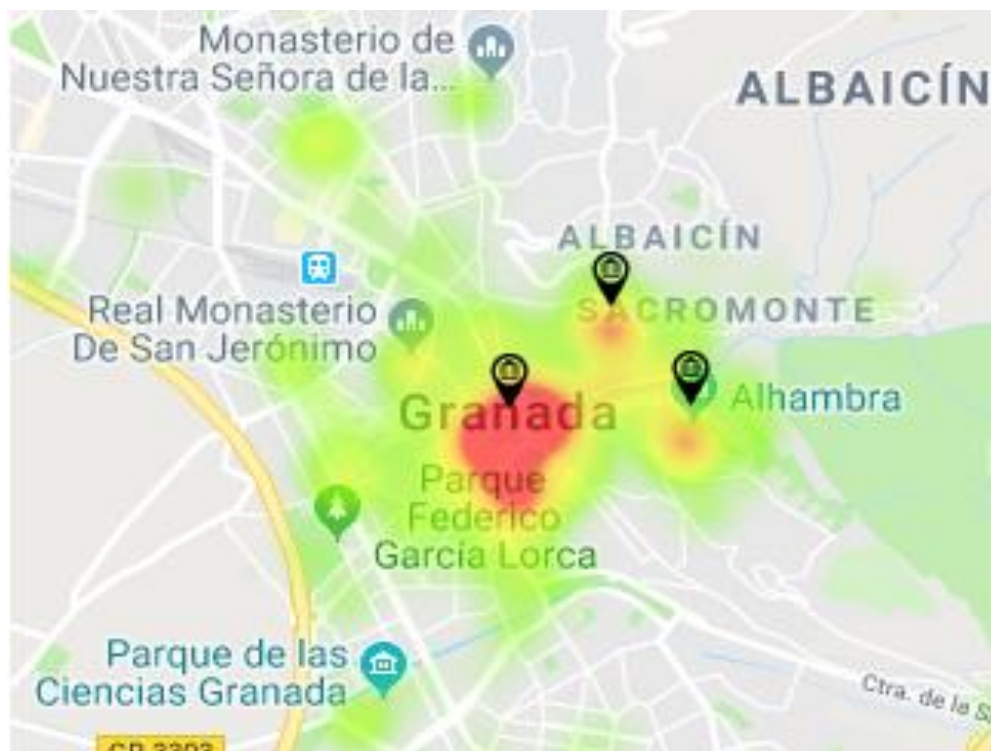 Monasterio de
Nuestra Señora de la...
ALBAICÍN
ALBAICÍN
SACROMONTE
Real Monasterio
De San Jerónimo
Alhambra
Granada
Parque
Federico
García Lorca
Parque de las
Ciencias Granada
Ctra. de la S